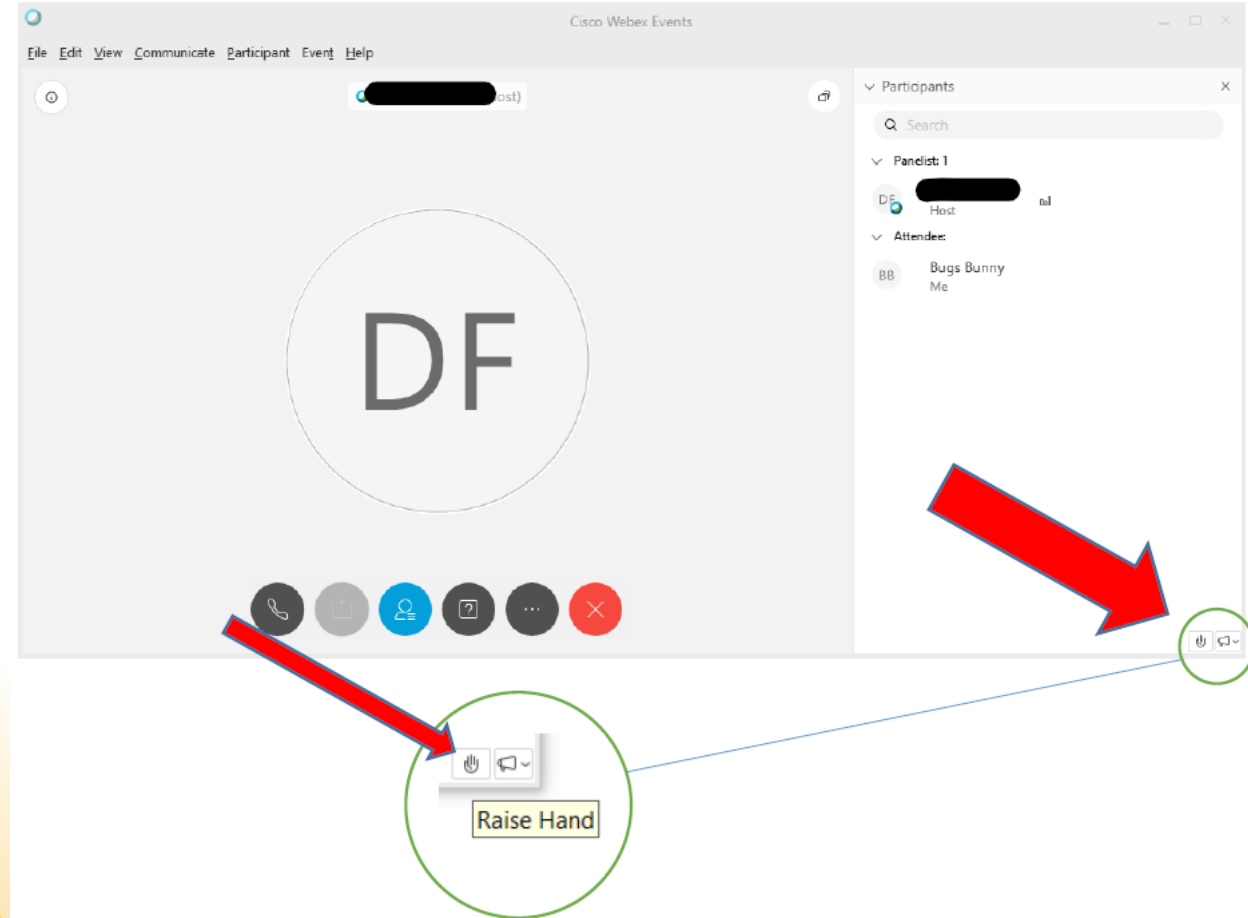 Cisco Webex Events
File Edit View Communicate Participant Event Help
ost)
Participants
Search
Panelist: 1
DF
Host
Attendee:
BB Bugs Bunny
Me
DF
Raise Hand